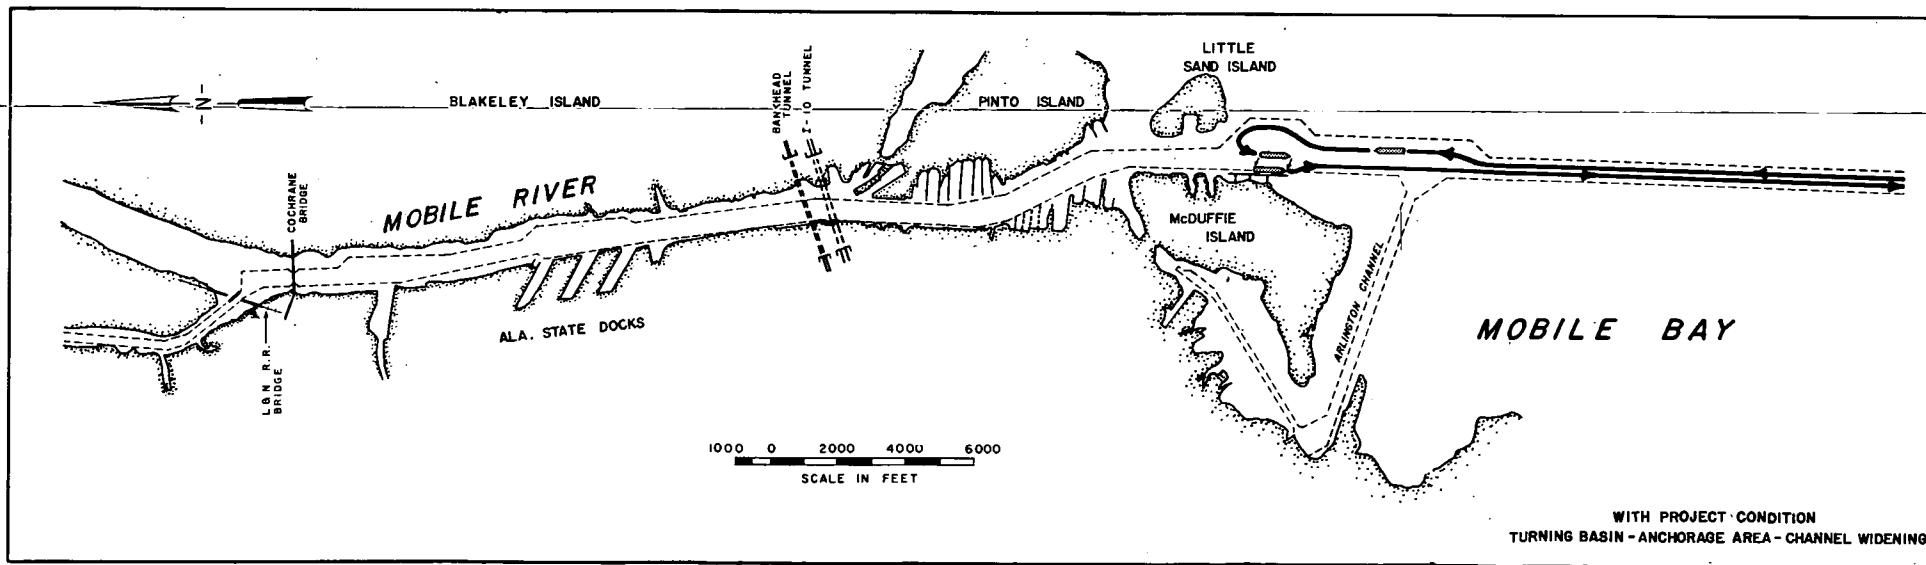 LITTLE
SAND ISLAND
-N-
BLAKELEY ISLAND
BANKHEAD
TUNNEL
I-10 TUNNEL
PINTO ISLAND
COCHRANE
BRIDGE
MOBILE RIVER
McDUFFIE
ISLAND
ARLINGTON CHANNEL
MOBILE BAY
ALA. STATE DOCKS
L&N R.R.
BRIDGE
1000 0 2000 4000 6000
SCALE IN FEET
WITH PROJECT CONDITION
TURNING BASIN - ANCHORAGE AREA - CHANNEL WIDENING